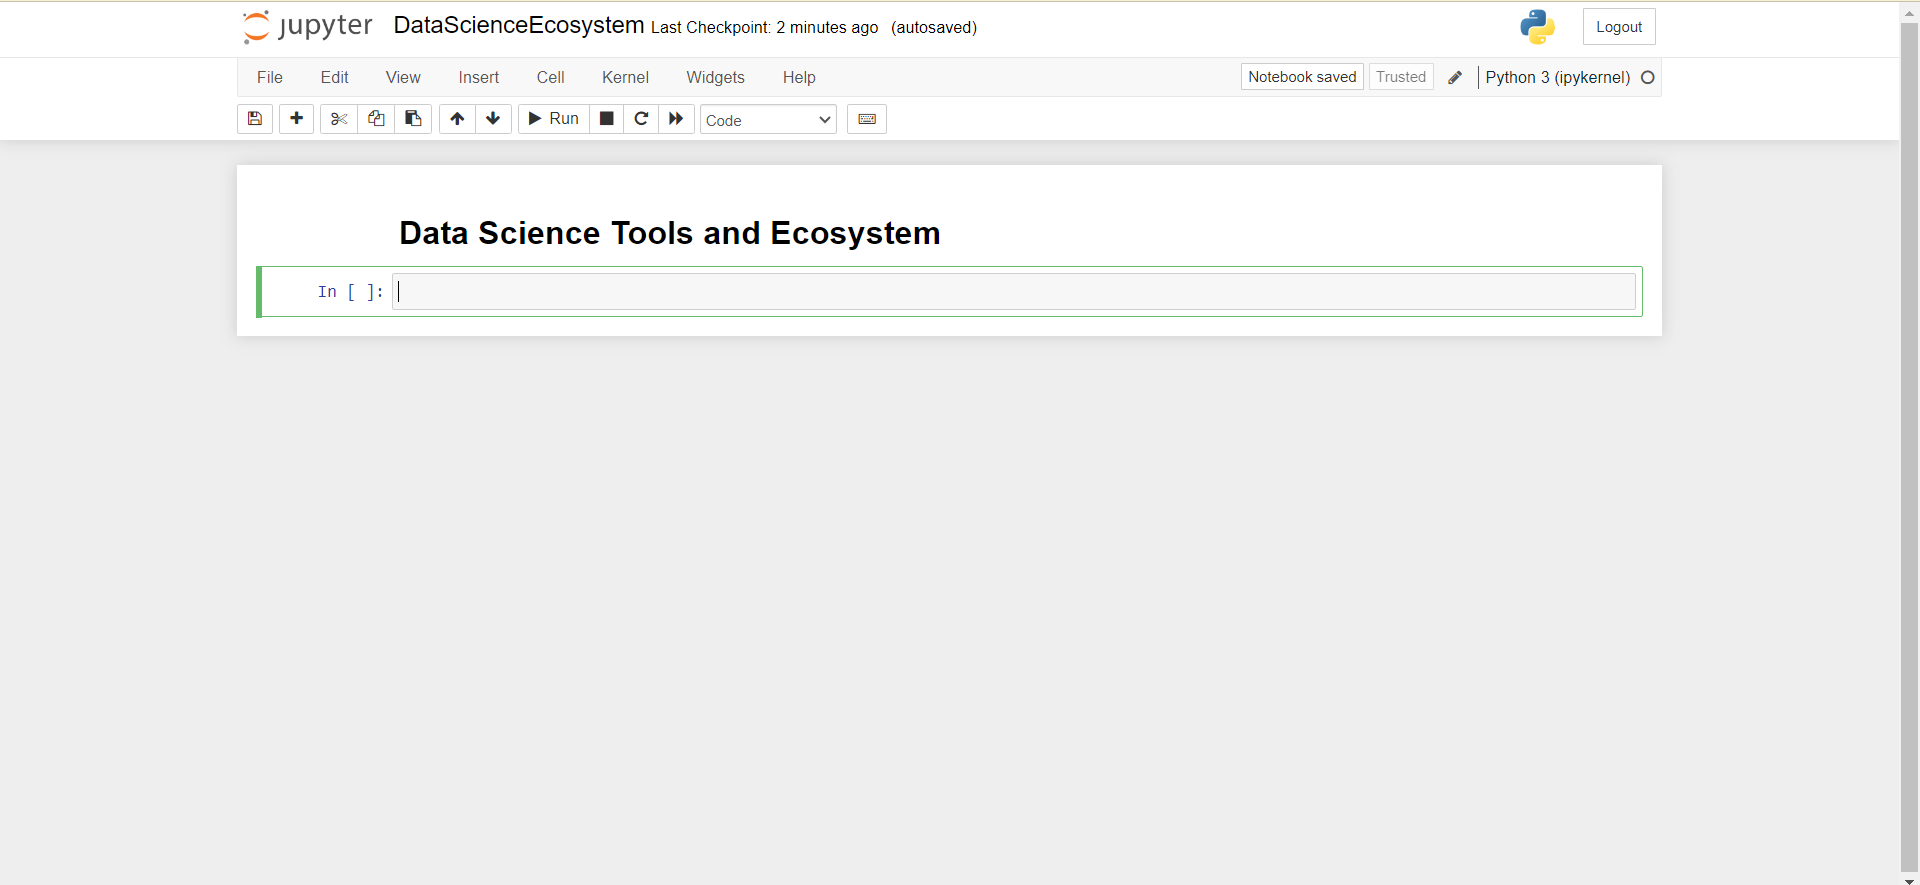 jupyter DataScienceEcosystem Last Checkpoint: 2 minutes ago (autosaved) Logout
File Edit View Insert Cell Kernel Widgets Help Notebook saved Trusted Python 3 (ipykernel)
Run Code
Data Science Tools and Ecosystem
In [ ]: